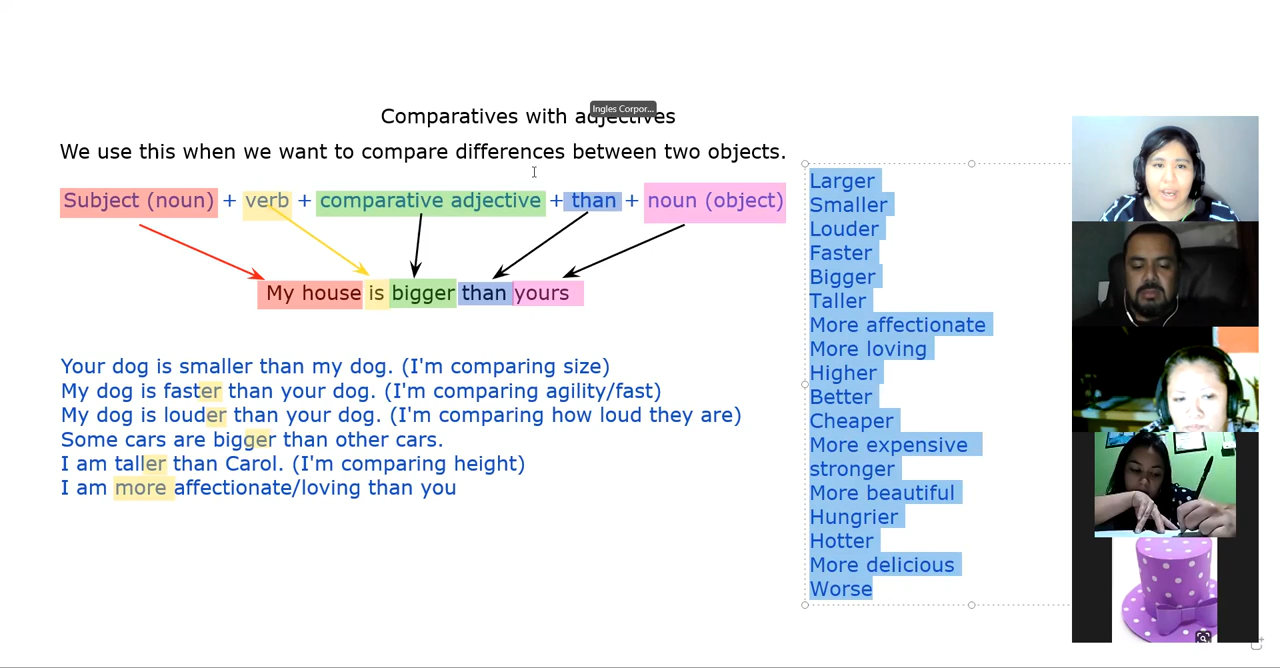 Comparatives with adjectives
Ingles Corpor...
We use this when we want to compare differences between two objects.
Subject (noun) + verb + comparative adjective + than + noun (object)
My house is bigger than yours
Your dog is smaller than my dog. (I'm comparing size)
My dog is faster than your dog. (I'm comparing agility/fast)
My dog is louder than your dog. (I'm comparing how loud they are)
Some cars are bigger than other cars.
I am taller than Carol. (I'm comparing height)
I am more affectionate/loving than you
Larger
Smaller
Louder
Faster
Bigger
Taller
More affectionate
More loving
Higher
Better
Cheaper
More expensive
stronger
More beautiful
Hungrier
Hotter
More delicious
Worse